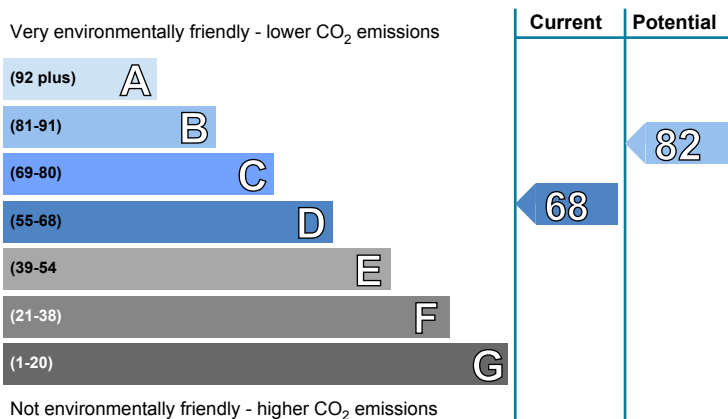 Very environmentally friendly - lower CO2 emissions
Current
Potential
(92 plus) A
(81-91) B
(69-80) C
(55-68) D
(39-54 E
(21-38) F
(1-20) G
68
82
Not environmentally friendly - higher CO2 emissions